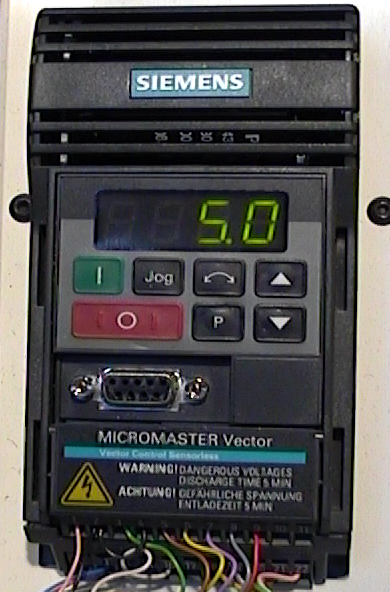 SIEMENS
5.0
I
Jog
I O I
P
MICROMASTER Vector
Vector Control Sensorless
WARNING! DANGEROUS VOLTAGES
DISCHARGE TIME 5 MIN
ACHTUNG! GEFÄHRLICHE SPANNUNG
ENTLADEZEIT 5 MIN